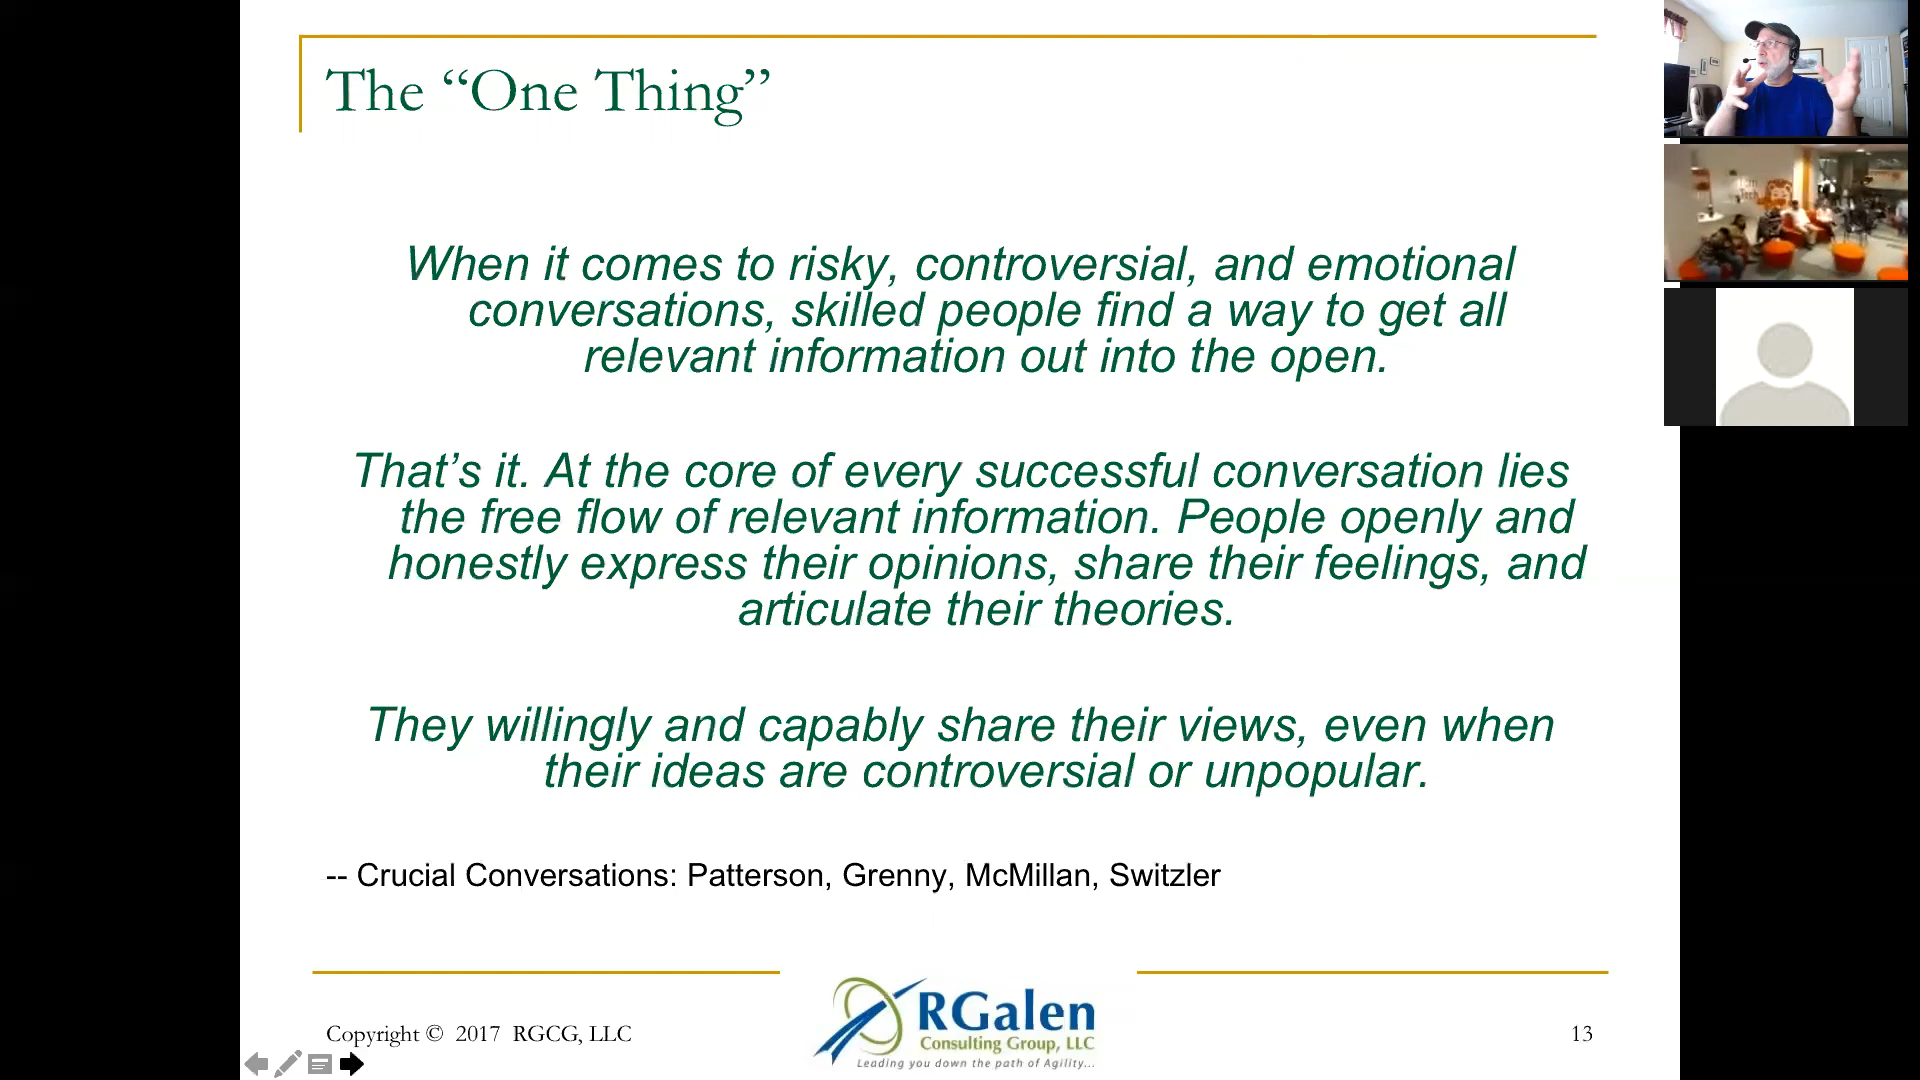 The “One Thing”
When it comes to risky, controversial, and emotional
conversations, skilled people find a way to get all
relevant information out into the open.
That’s it. At the core of every successful conversation lies
the free flow of relevant information. People openly and
honestly express their opinions, share their feelings, and
articulate their theories.
They willingly and capably share their views, even when
their ideas are controversial or unpopular.
-- Crucial Conversations: Patterson, Grenny, McMillan, Switzler
Copyright © 2017 RGCG, LLC
RGalen
Consulting Group, LLC
Leading you down the path of Agility...
13